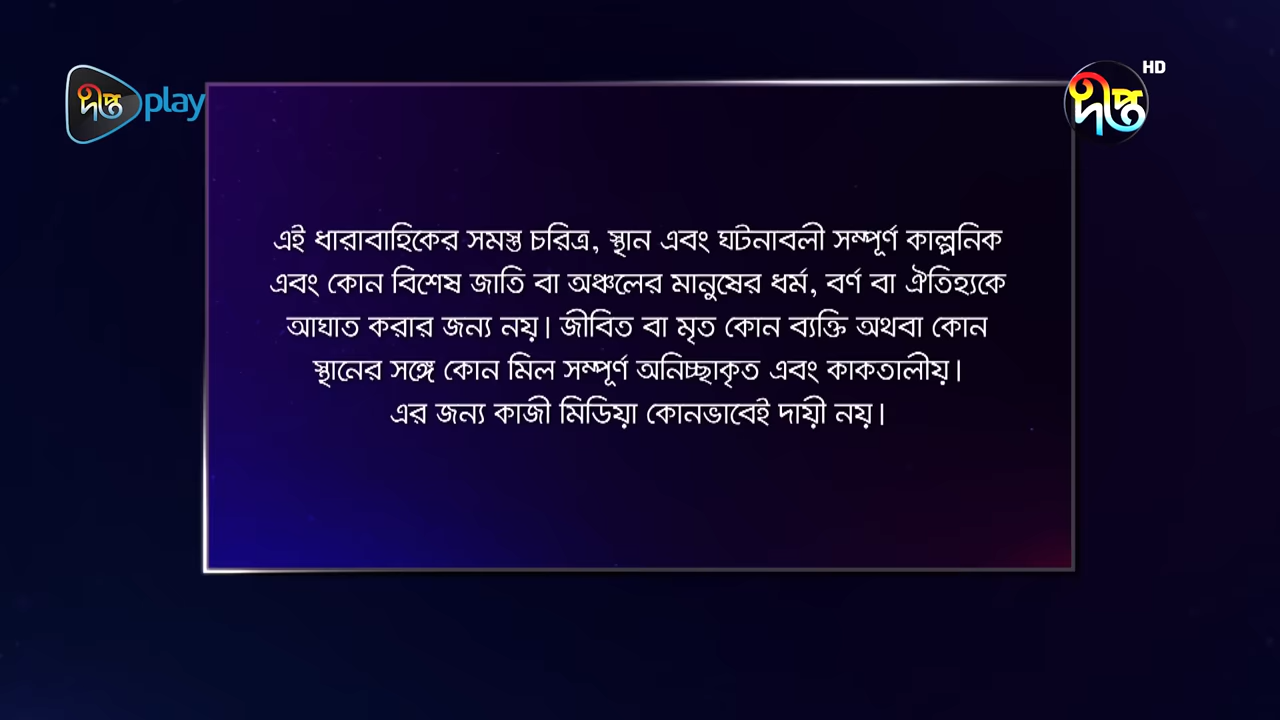 দীপ্ত play
HD
দীপ্ত
এই ধারাবাহিকের সমস্ত চরিত্র, স্থান এবং ঘটনাবলী সম্পূর্ণ কাল্পনিক
এবং কোন বিশেষ জাতি বা অঞ্চলের মানুষের ধর্ম, বর্ণ বা ঐতিহ্যকে
আঘাত করার জন্য নয়। জীবিত বা মৃত কোন ব্যক্তি অথবা কোন
স্থানের সঙ্গে কোন মিল সম্পূর্ণ অনিচ্ছাকৃত এবং কাকতালীয়।
এর জন্য কাজী মিডিয়া কোনভাবেই দায়ী নয়।